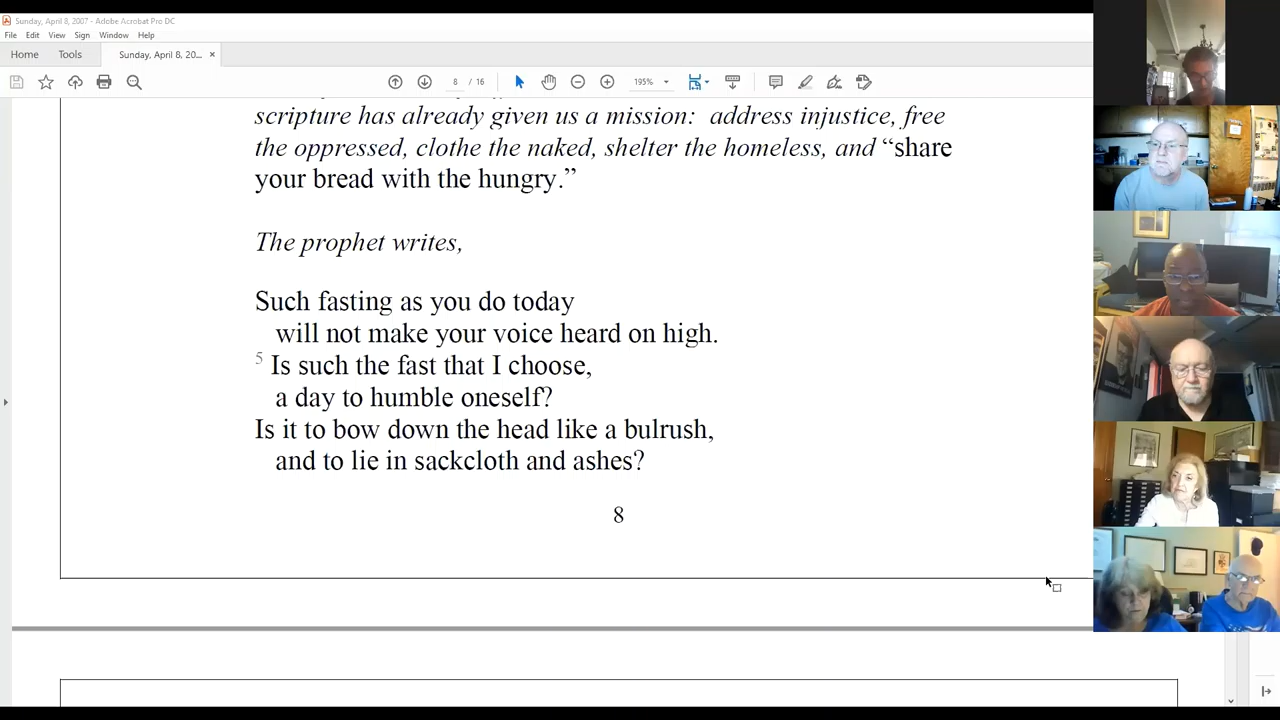 Sunday, April 8, 2007 - Adobe Acrobat Pro DC
File Edit View Sign Window Help
Home Tools Sunday, April 8, 20... ×
8 / 16 195%
scripture has already given us a mission: address injustice, free
the oppressed, clothe the naked, shelter the homeless, and “share
your bread with the hungry.”
The prophet writes,
Such fasting as you do today
will not make your voice heard on high.
5 Is such the fast that I choose,
a day to humble oneself?
Is it to bow down the head like a bulrush,
and to lie in sackcloth and ashes?
8